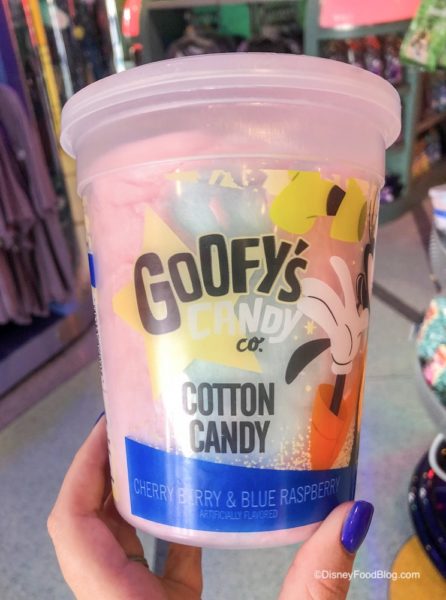 GOOFY's
CANDY
CO.
COTTON
CANDY
CHERRY BERRY & BLUE RASPBERRY
ARTIFICIALLY FLAVORED
©DisneyFoodBlog.com